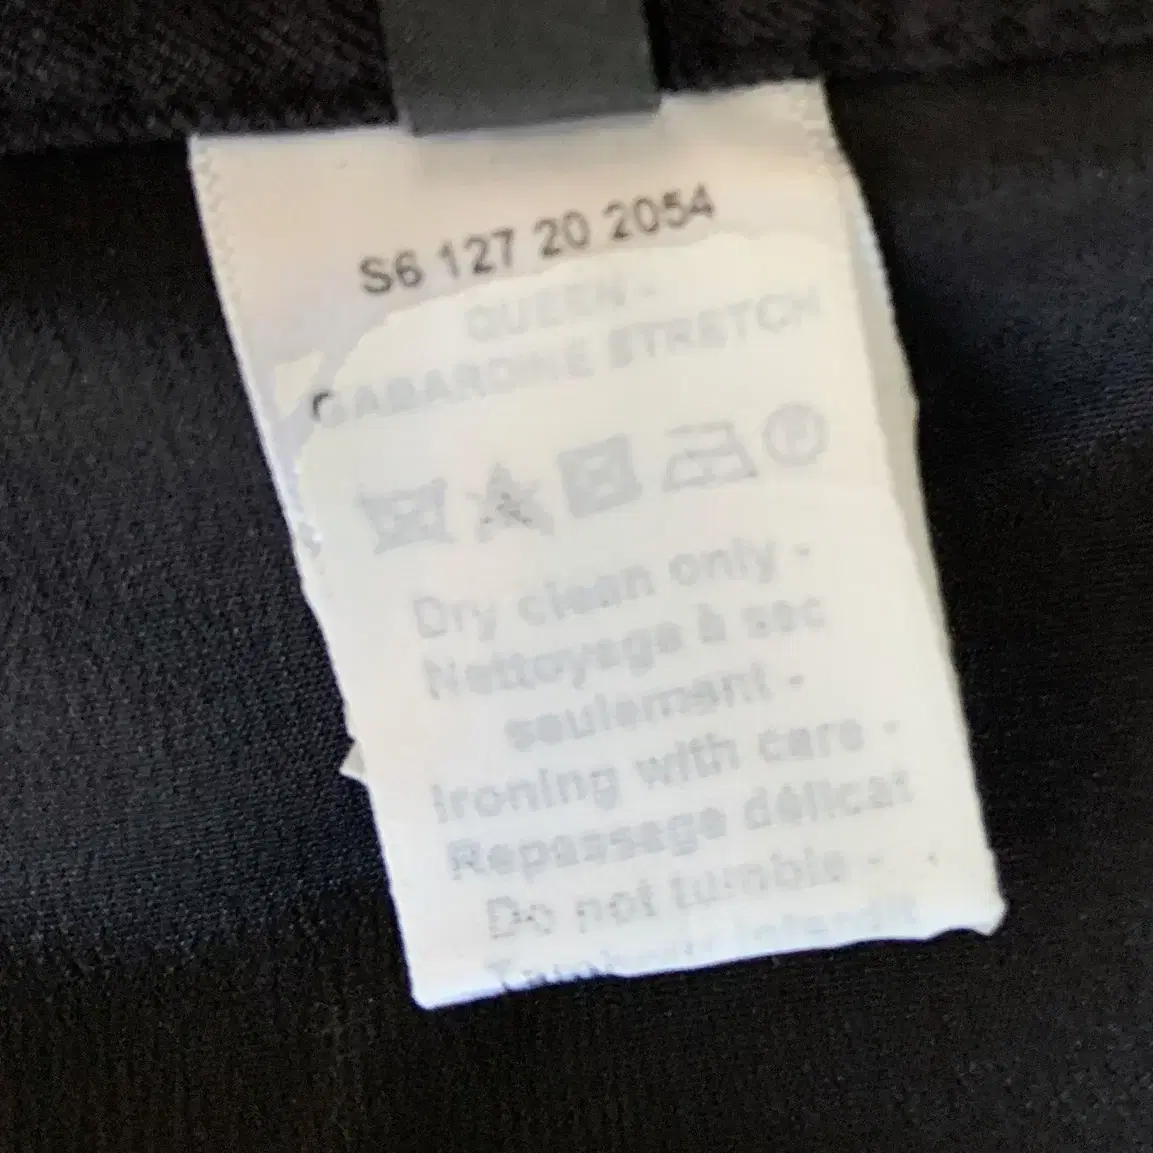 S6 127 20 2054
QUEEN -
GABARDINE STRETCH
P
Dry clean only -
Nettoyage à sec
seulement -
Ironing with care -
Repassage délicat
Do not tumble -
interdit